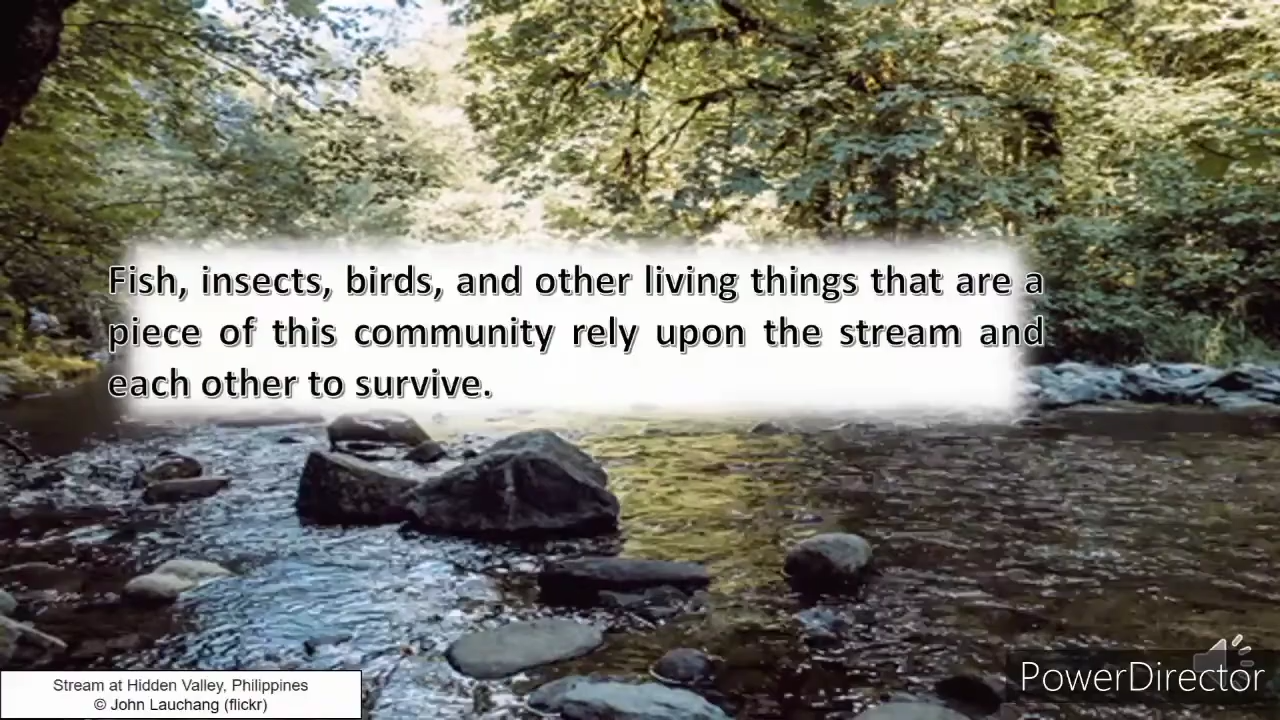 Fish, insects, birds, and other living things that are a
piece of this community rely upon the stream and
each other to survive.
Stream at Hidden Valley, Philippines
© John Lauchang (flickr)
PowerDirector